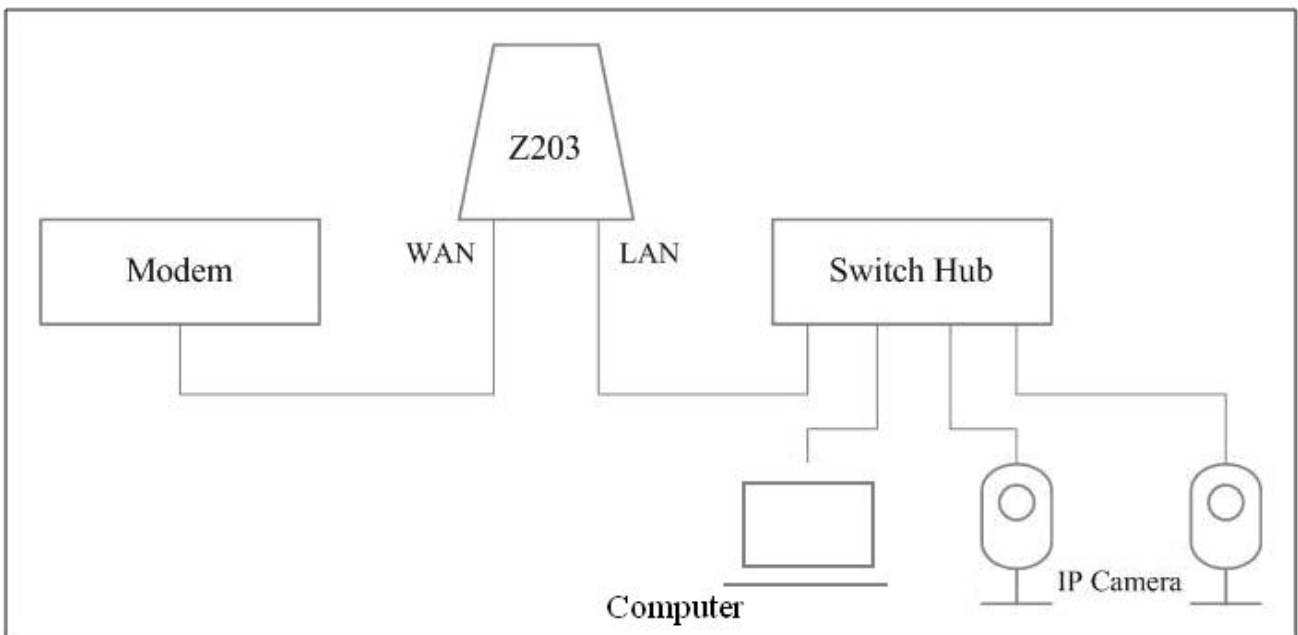 Z203
WAN
LAN
Modem
Switch Hub
IP Camera
Computer